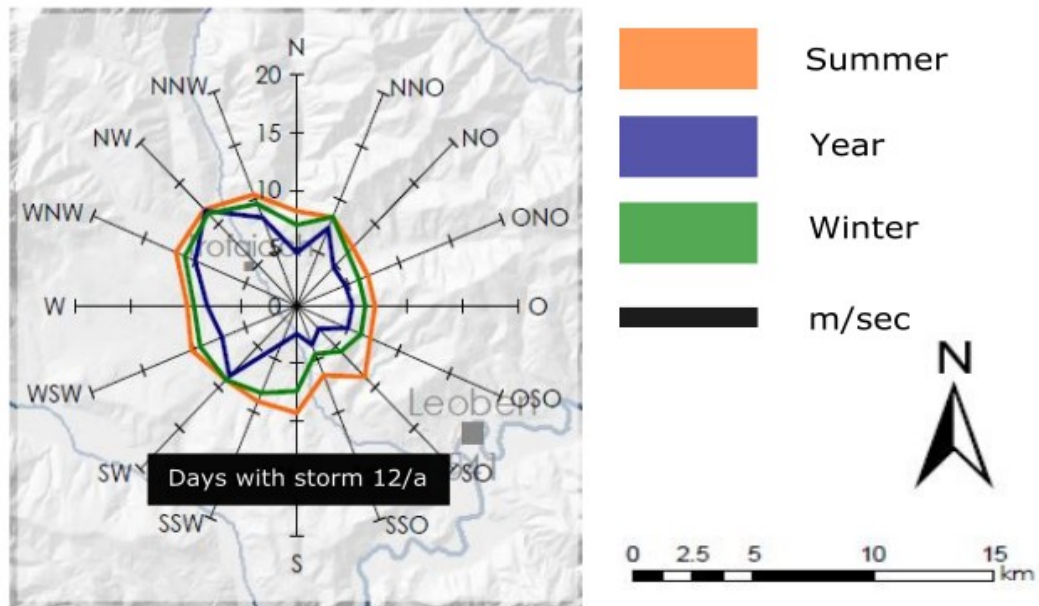 N
20
NNW
NNO
15
NW
NO
10
WNW
ONO
5
W
0
O
WSW
OSO
Leoben
SW
Days with storm 12/a
SO
SSW
SSO
S
Summer
Year
Winter
m/sec
N
0 2.5 5 10 15
km